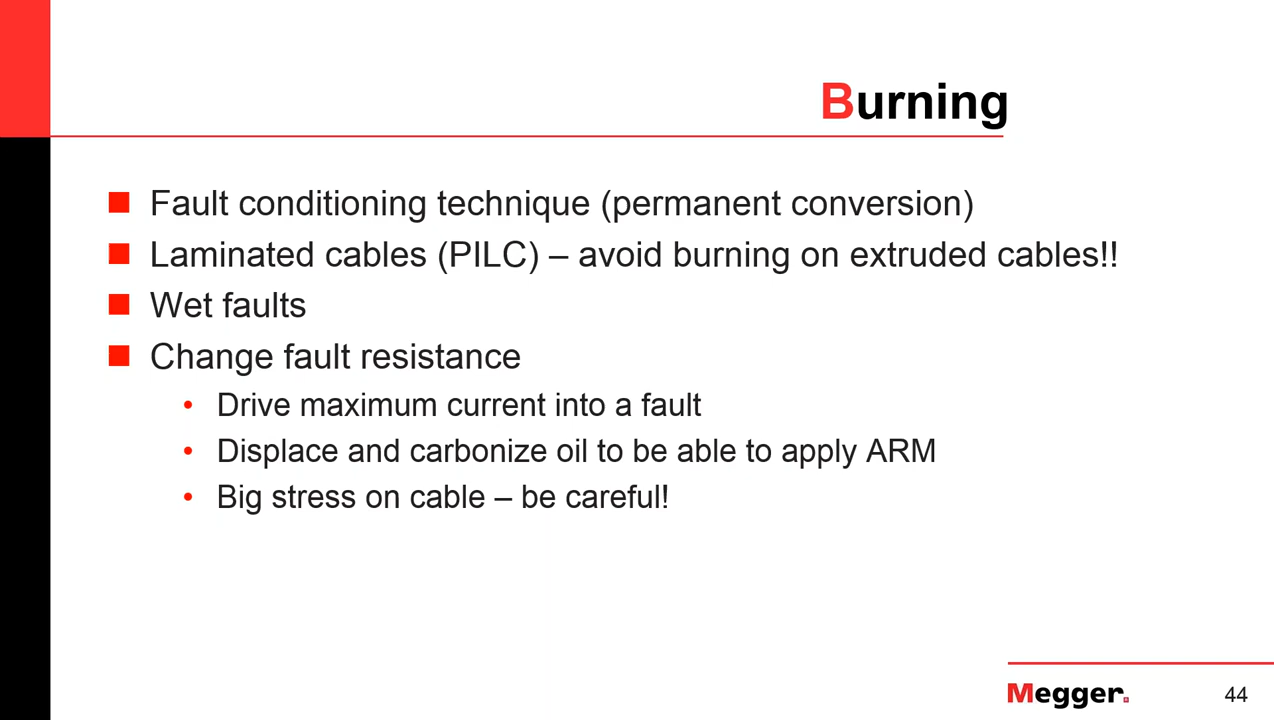 Burning
Fault conditioning technique (permanent conversion)
Laminated cables (PILC) – avoid burning on extruded cables!!
Wet faults
Change fault resistance
Drive maximum current into a fault
Displace and carbonize oil to be able to apply ARM
Big stress on cable – be careful!
Megger.
44